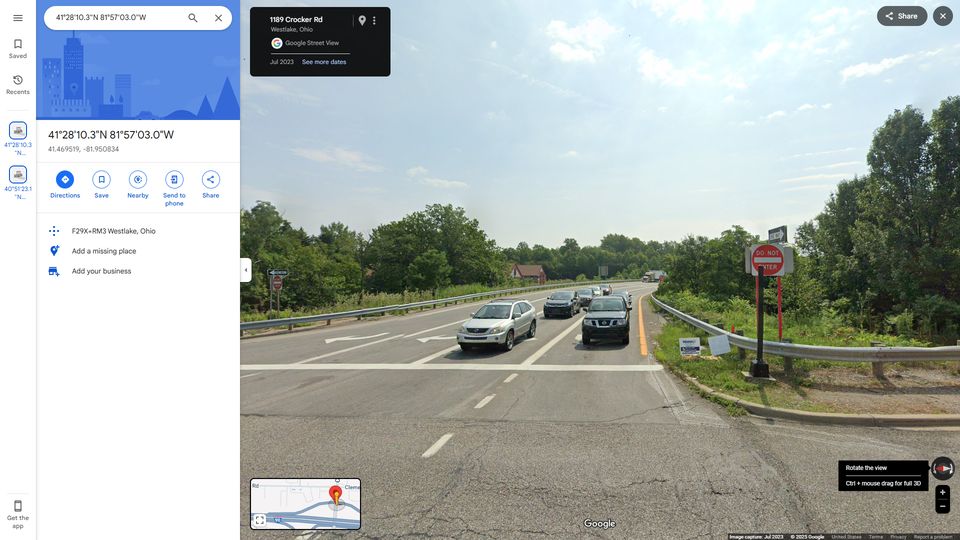 41°28'10.3"N 81°57'03.0"W
Saved
Recents
41°28'10.3
"N...
40°51'23.1
"N...
Get the
app
41°28'10.3"N 81°57'03.0"W
41.469519, -81.950834
Directions
Save
Nearby
Send to
phone
Share
F29X+RM3 Westlake, Ohio
Add a missing place
Add your business
1189 Crocker Rd
Westlake, Ohio
Google Street View
Jul 2023 See more dates
Share
DO NOT
ENTER
Rotate the view
Ctrl + mouse drag for full 3D
Rd
Cleme
90
Google
Image capture: Jul 2023 © 2025 Google United States Terms Privacy Report a problem